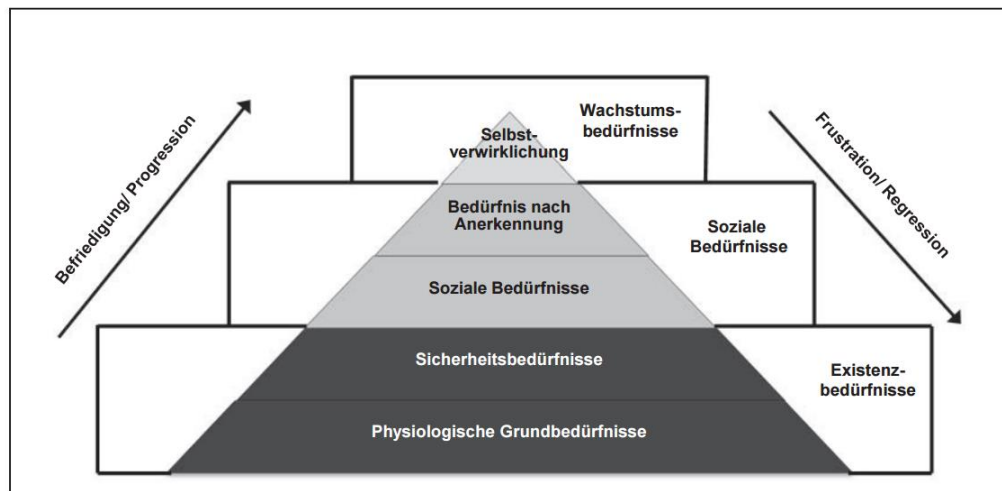 Befriedigung/ Progression
Frustration/ Regression
Wachstums-
bedürfnisse
Selbst-
verwirklichung
Bedürfnis nach
Anerkennung
Soziale
Bedürfnisse
Soziale Bedürfnisse
Sicherheitsbedürfnisse
Existenz-
bedürfnisse
Physiologische Grundbedürfnisse